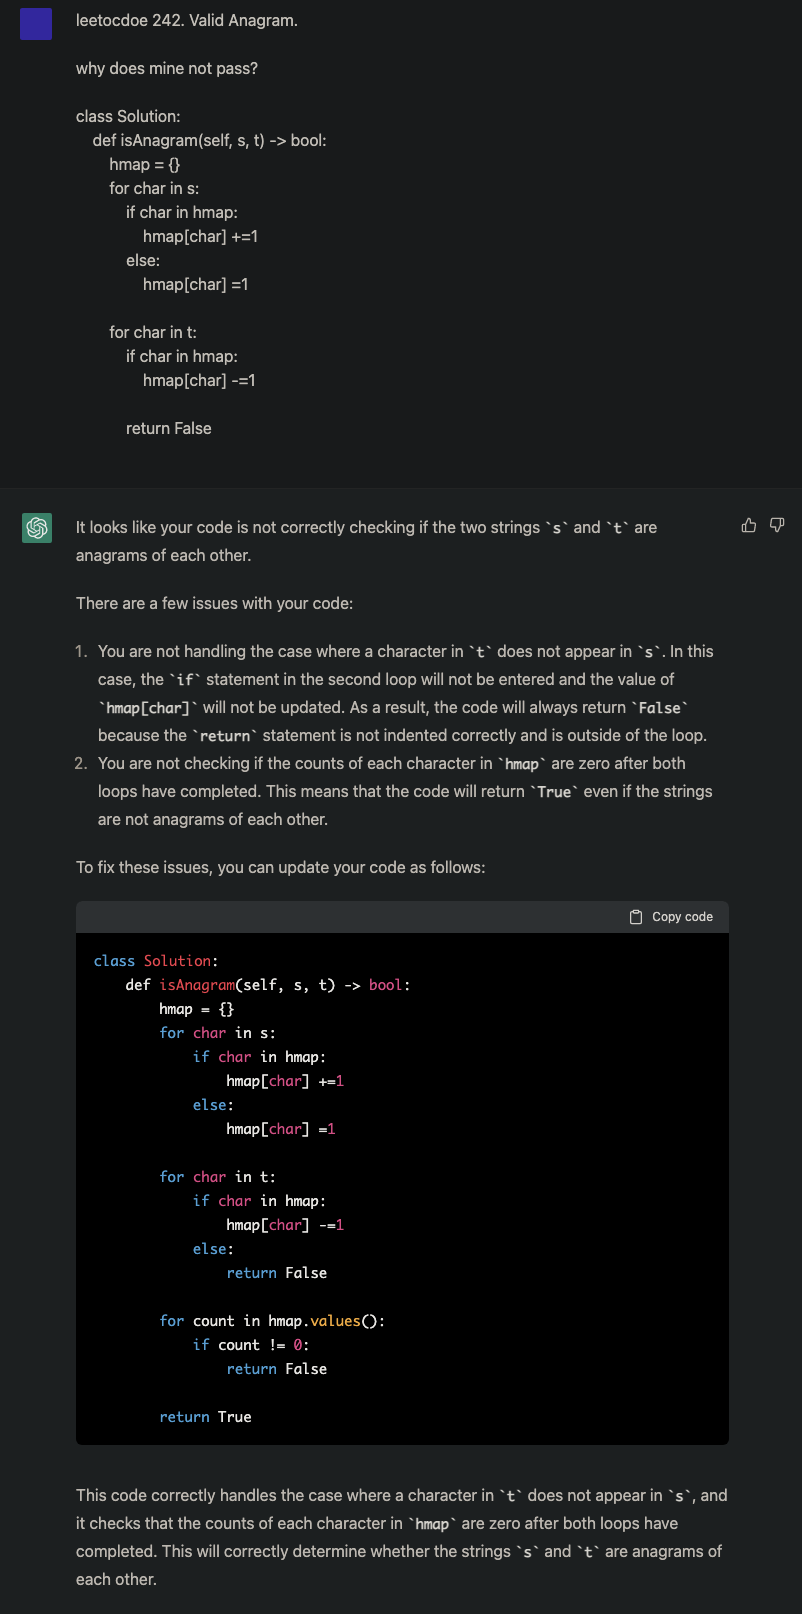 leetocdoe 242. Valid Anagram.
why does mine not pass?
class Solution:
    def isAnagram(self, s, t) -> bool:
        hmap = {}
        for char in s:
            if char in hmap:
                hmap[char] +=1
            else:
                hmap[char] =1
        for char in t:
            if char in hmap:
                hmap[char] -=1
            return False
It looks like your code is not correctly checking if the two strings `s` and `t` are
anagrams of each other.
There are a few issues with your code:
1. You are not handling the case where a character in `t` does not appear in `s`. In this
case, the `if` statement in the second loop will not be entered and the value of
`hmap[char]` will not be updated. As a result, the code will always return `False`
because the `return` statement is not indented correctly and is outside of the loop.
2. You are not checking if the counts of each character in `hmap` are zero after both
loops have completed. This means that the code will return `True` even if the strings
are not anagrams of each other.
To fix these issues, you can update your code as follows:
Copy code
class Solution:
    def isAnagram(self, s, t) -> bool:
        hmap = {}
        for char in s:
            if char in hmap:
                hmap[char] +=1
            else:
                hmap[char] =1
        for char in t:
            if char in hmap:
                hmap[char] -=1
            else:
                return False
        for count in hmap.values():
            if count != 0:
                return False
        return True
This code correctly handles the case where a character in `t` does not appear in `s`, and
it checks that the counts of each character in `hmap` are zero after both loops have
completed. This will correctly determine whether the strings `s` and `t` are anagrams of
each other.